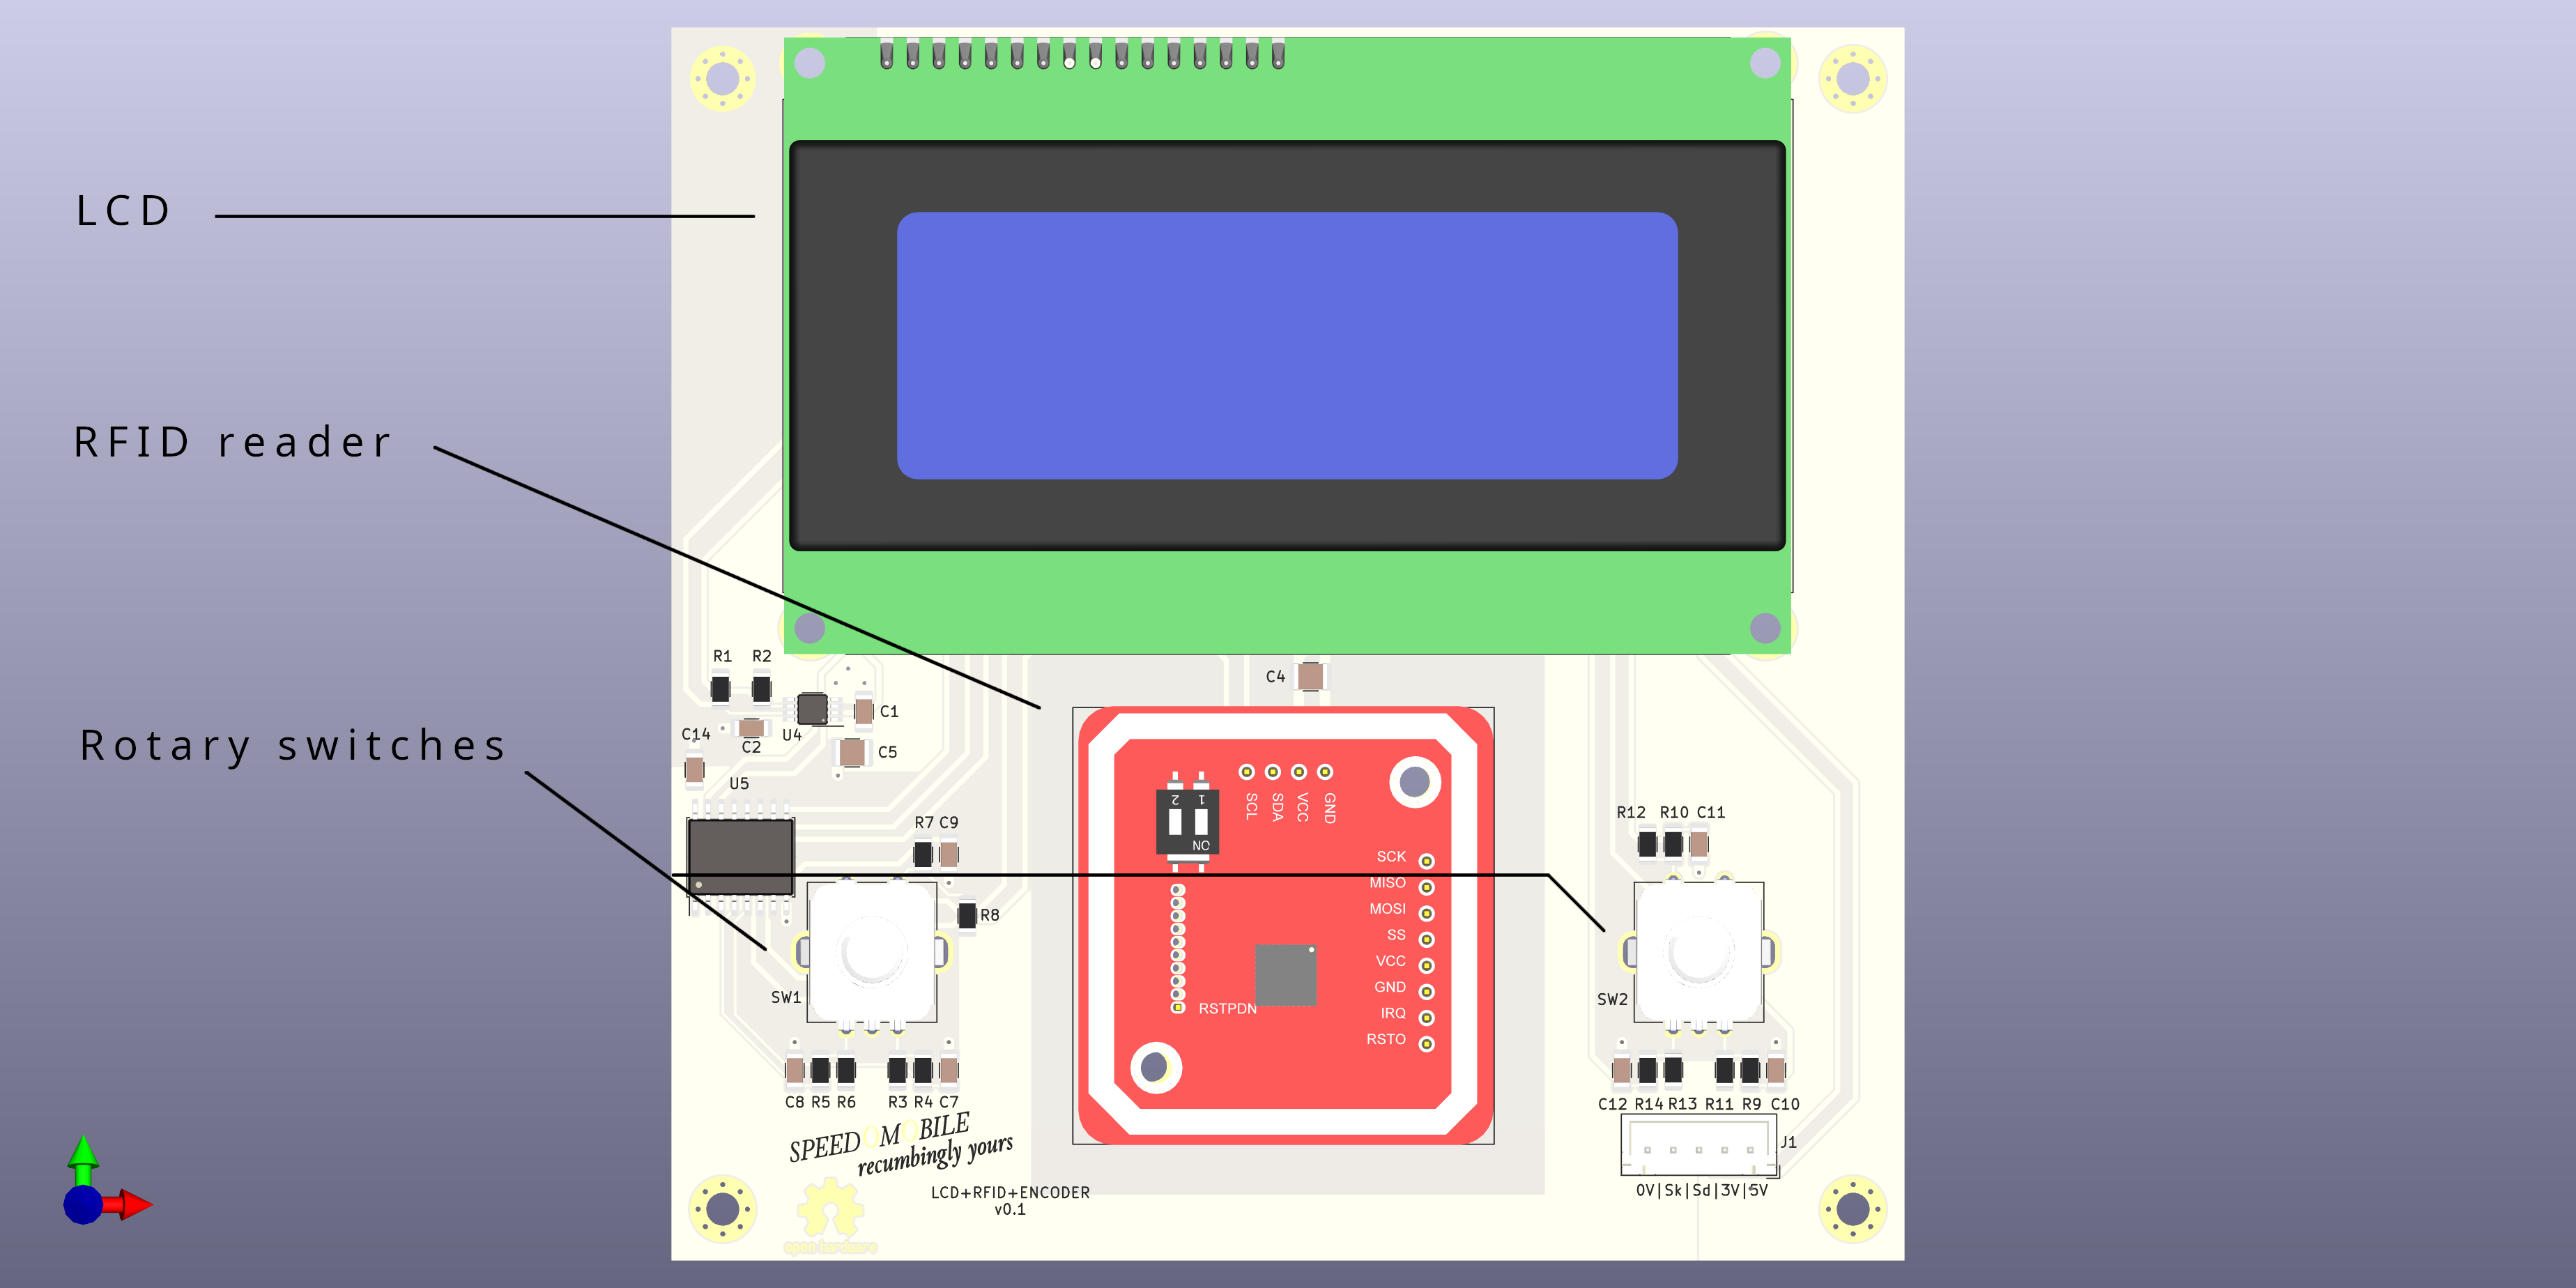 LCD
RFID reader
Rotary switches
R1 R2
C4
C1
C14
C2
U4
C5
U5
R7 C9
R8
SW1
C8 R5 R6 R3 R4 C7
2 1
ON
SCL
SDA
VCC
GND
SCK
MISO
MOSI
SS
VCC
GND
IRQ
RSTO
RSTPDN
R12 R10 C11
SW2
C12 R14 R13 R11 R9 C10
J1
0V|Sk|Sd|3V|5V
SPEEDOMOBILE
recumbingly yours
LCD+RFID+ENCODER
v0.1
open hardware